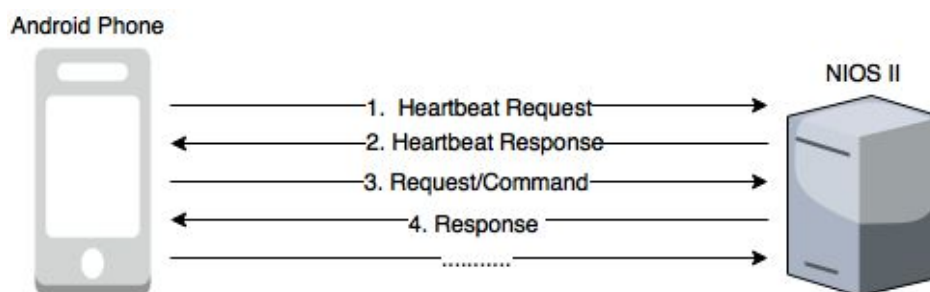 Android Phone
NIOS II
1. Heartbeat Request
2. Heartbeat Response
3. Request/Command
4. Response
...........